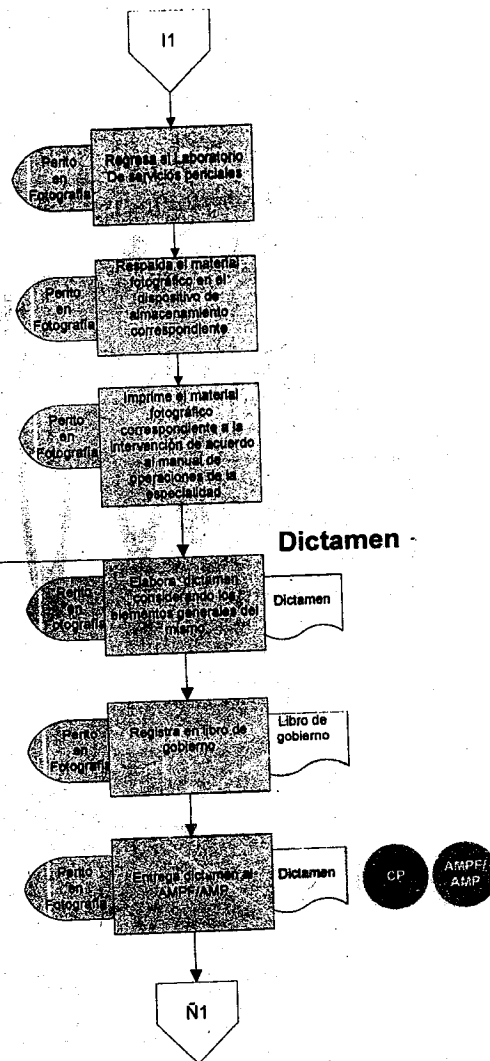 I1
Perito
en
Fotografía
Regresa al Laboratorio
De servicios periciales
Perito
en
Fotografía
Respalda el material
fotográfico en el
dispositivo de
almacenamiento
correspondiente
Perito
en
Fotografía
Imprime el material
fotográfico
correspondiente a la
intervención de acuerdo
al manual de
operaciones de la
especialidad
Dictamen
Perito
en
Fotografía
Elabora dictamen
considerando los
elementos generales del
mismo
Dictamen
Perito
en
Fotografía
Registra en libro de
gobierno
Libro de
gobierno
Perito
en
Fotografía
Entrega dictamen al
AMPF/AMP
Dictamen
CP
AMPF/
AMP
Ñ1